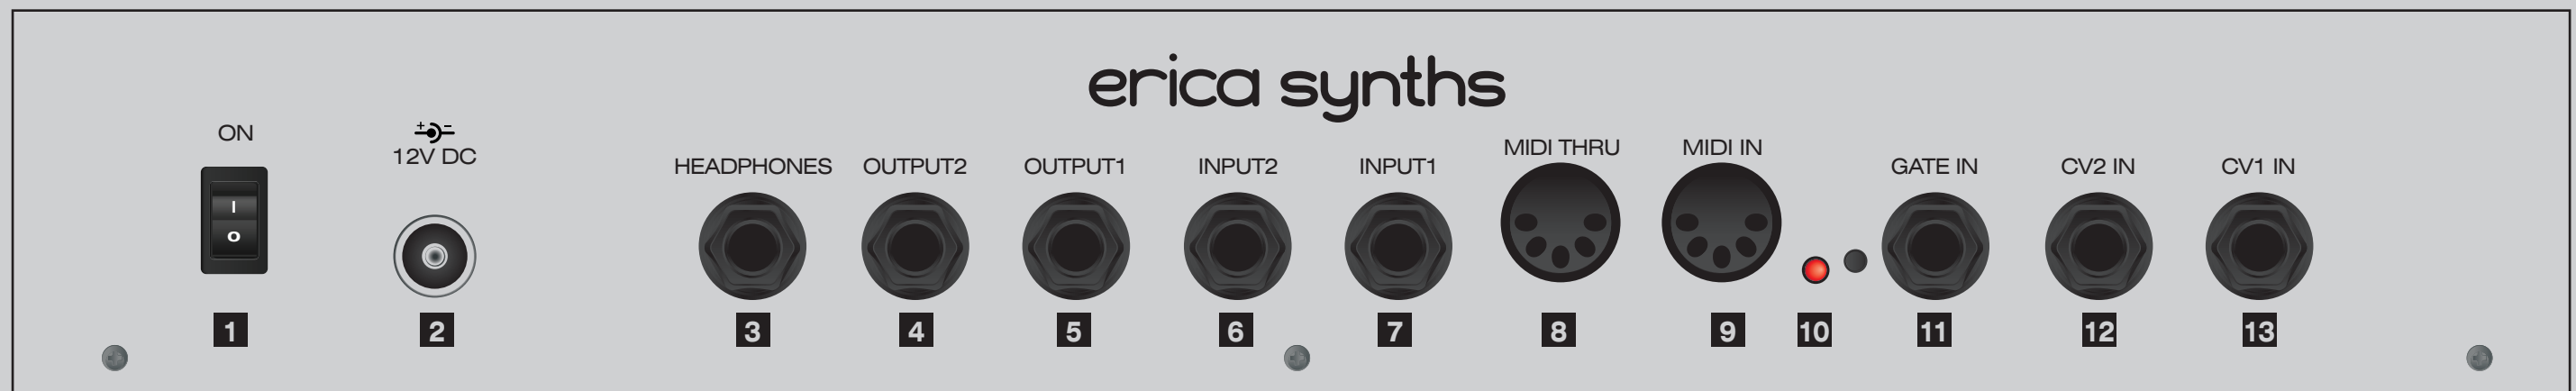 erica synths
ON
+ -
12V DC
HEADPHONES
OUTPUT2
OUTPUT1
INPUT2
INPUT1
MIDI THRU
MIDI IN
GATE IN
CV2 IN
CV1 IN
I
O
1
2
3
4
5
6
7
8
9
10
11
12
13